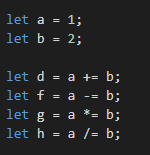 let a = 1;
let b = 2;

let d = a += b;
let f = a -= b;
let g = a *= b;
let h = a /= b;